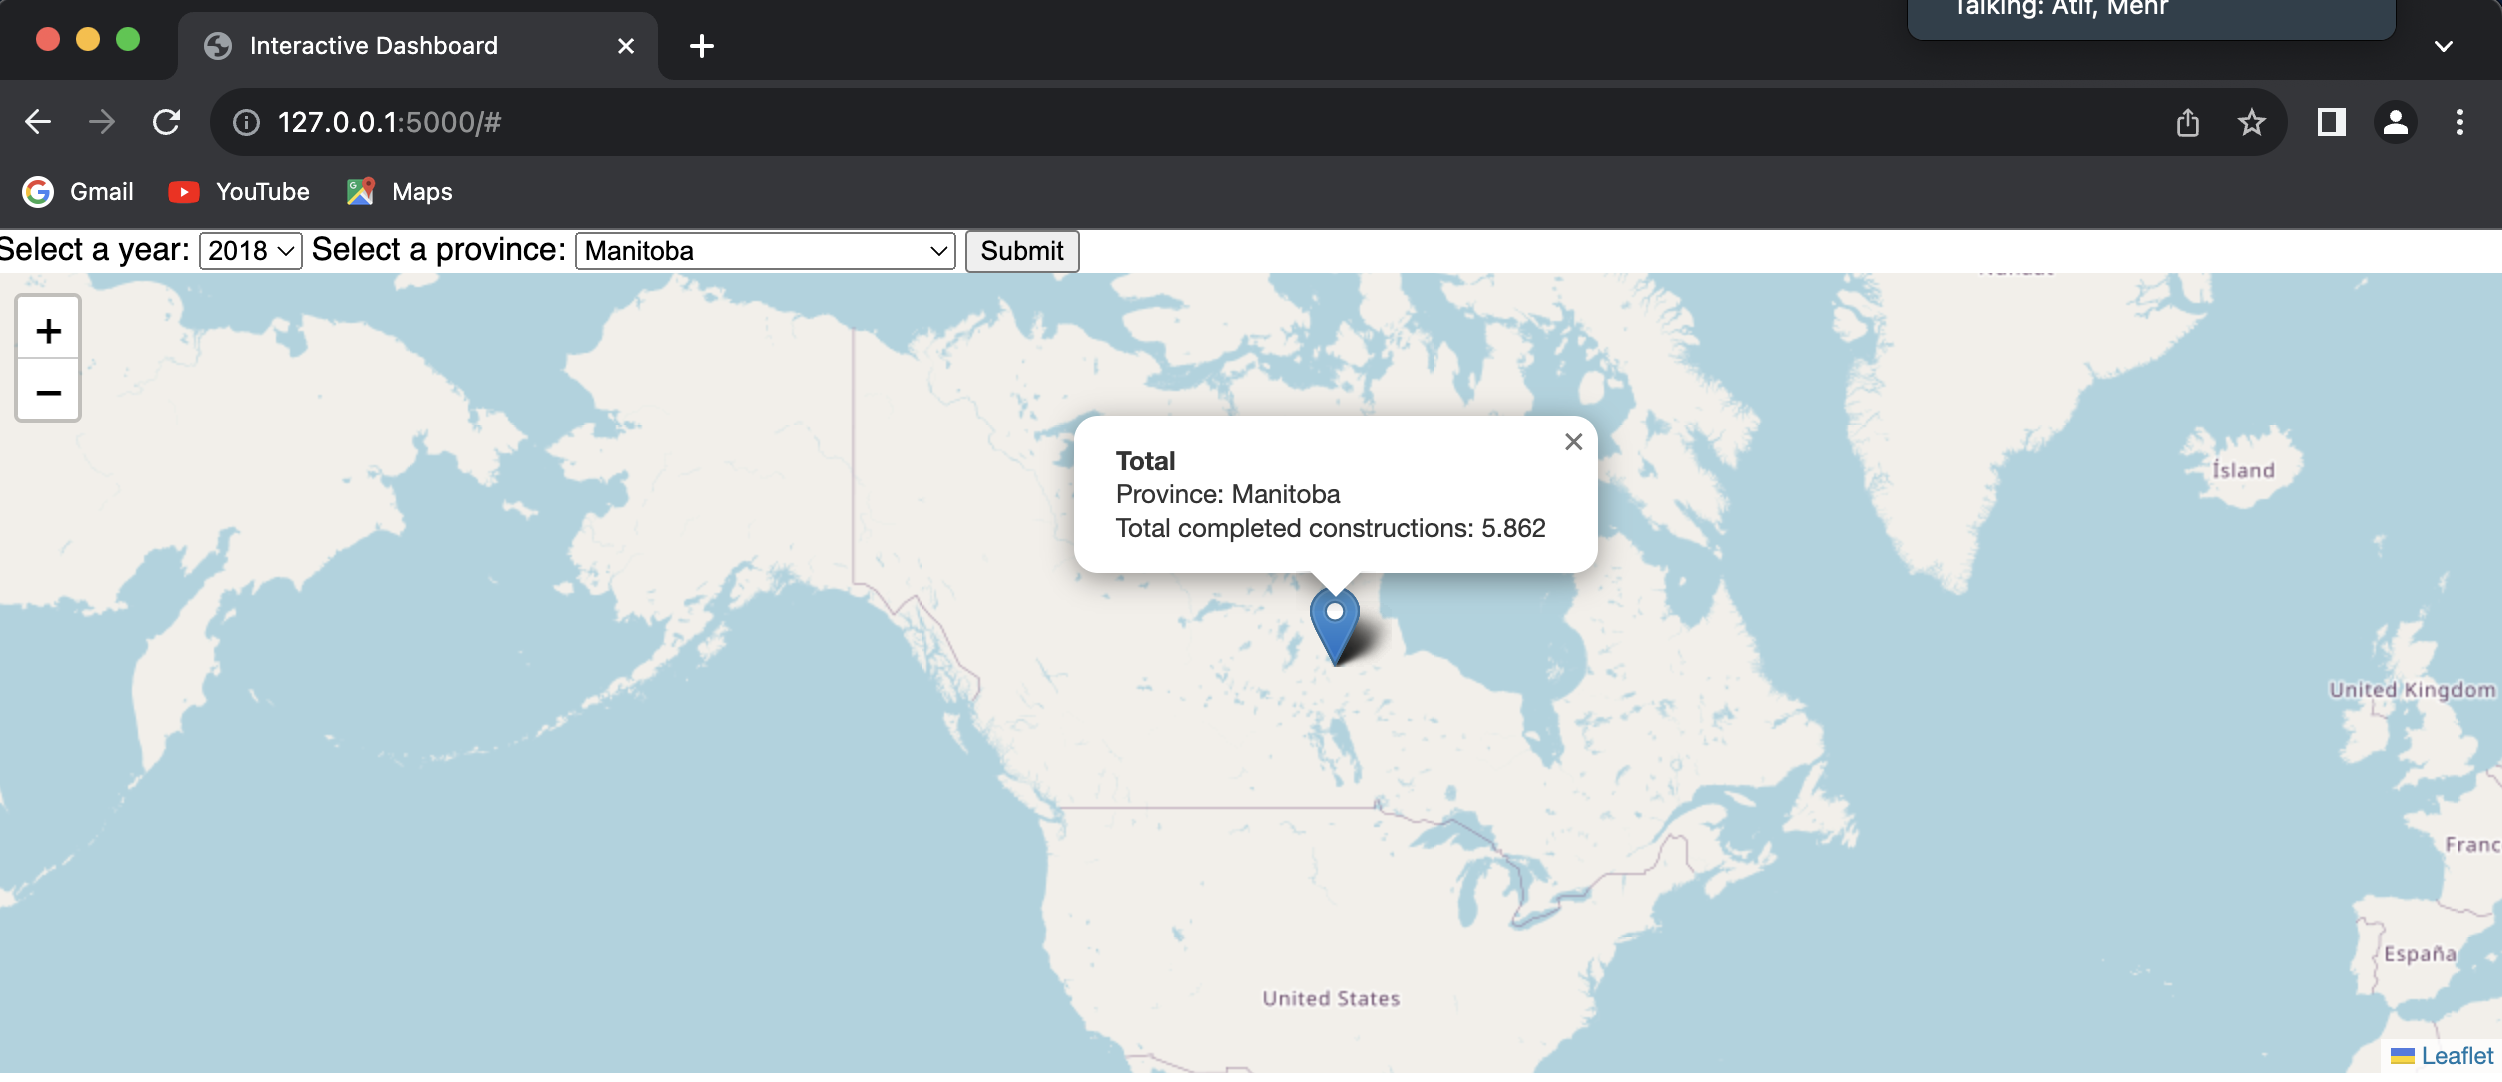 Talking: Atif, Mehr
Interactive Dashboard
127.0.0.1:5000/#
Gmail YouTube Maps
Select a year: 2018 Select a province: Manitoba Submit
+
−
Total
Province: Manitoba
Total completed constructions: 5.862
Ísland
United Kingdom
Franc
España
United States
Leaflet